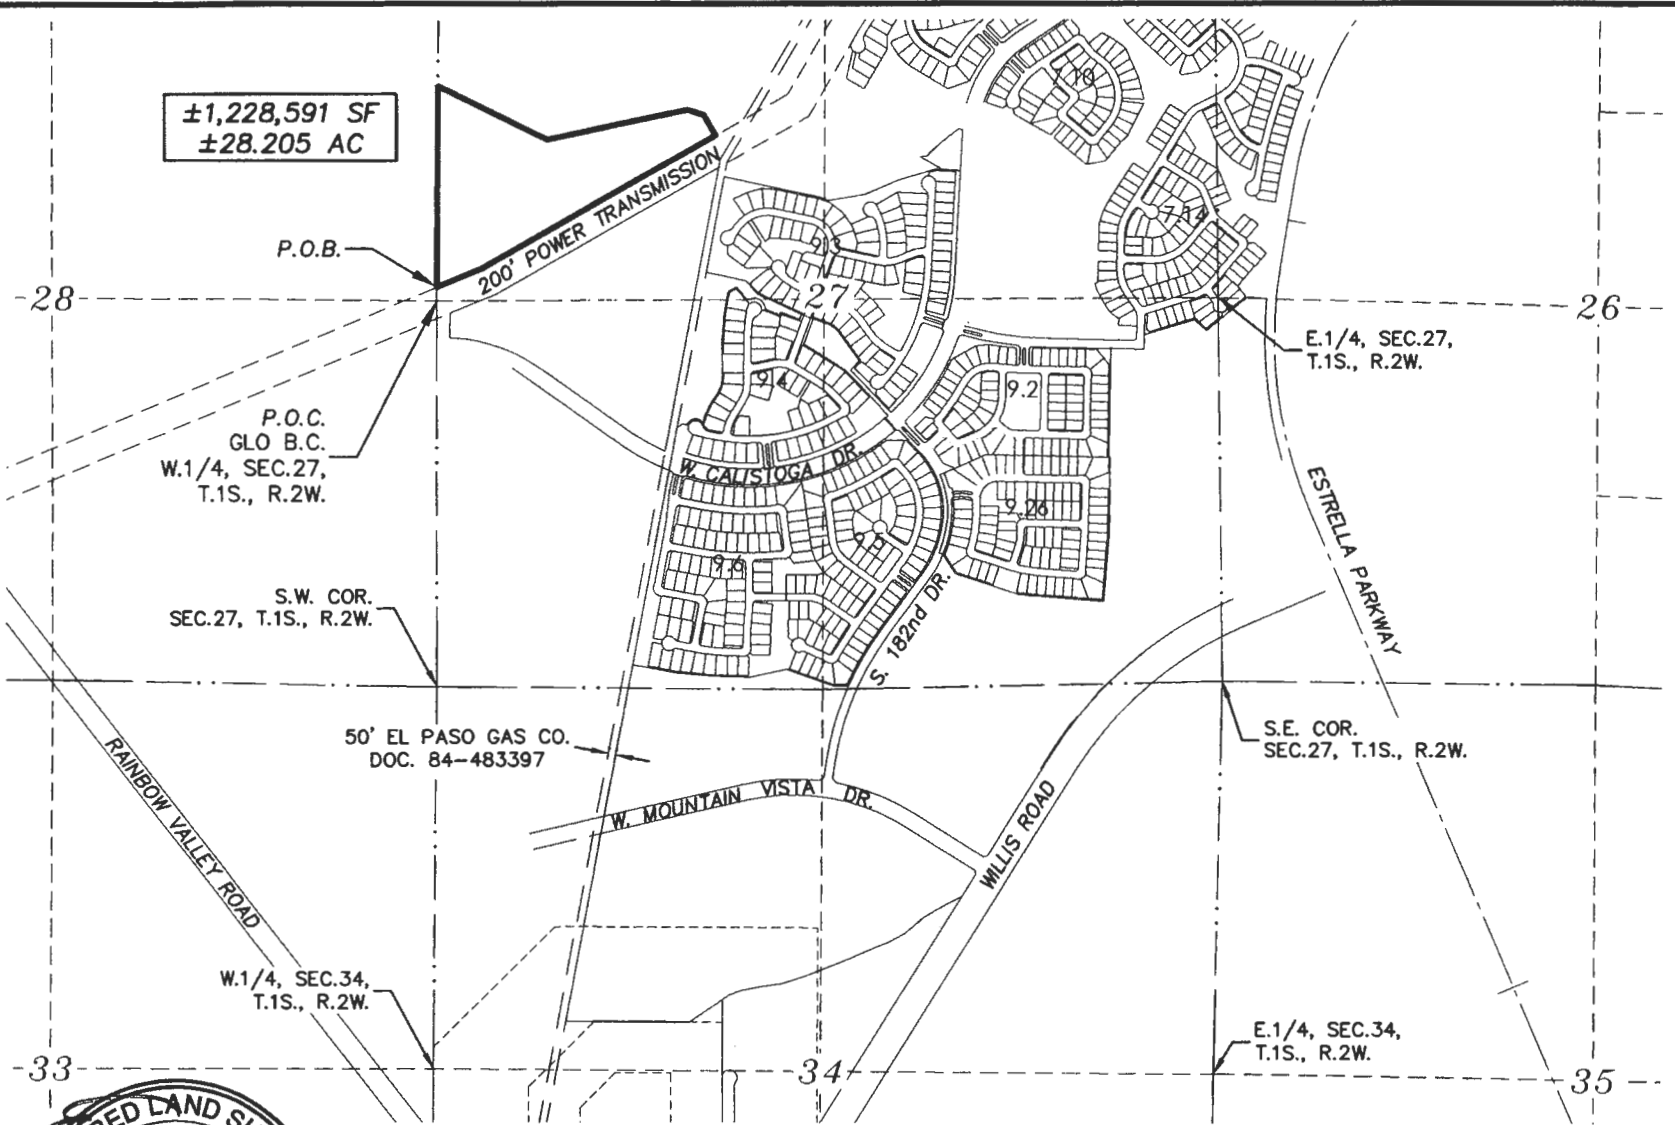 ±1,228,591 SF
±28.205 AC
7.10
P.O.B.
200' POWER TRANSMISSION
7.14
9.3
28
27
26
E.1/4, SEC.27,
T.1S., R.2W.
P.O.C.
GLO B.C.
W.1/4, SEC.27,
T.1S., R.2W.
9.4
9.2
W. CALISTOGA DR.
9.26
9.5
9.6
ESTRELLA PARKWAY
S.W. COR.
SEC.27, T.1S., R.2W.
S. 182nd DR.
50' EL PASO GAS CO.
DOC. 84-483397
S.E. COR.
SEC.27, T.1S., R.2W.
RAINBOW VALLEY ROAD
W. MOUNTAIN VISTA DR.
WILLIS ROAD
W.1/4, SEC.34,
T.1S., R.2W.
E.1/4, SEC.34,
T.1S., R.2W.
33
34
35
LAND